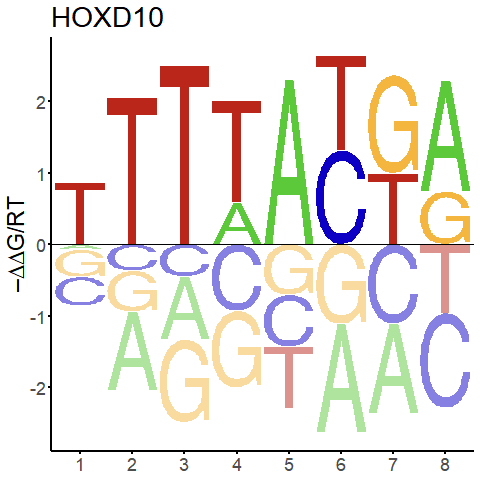 HOXD10
−ΔΔG/RT
2
1
0
-1
-2
T T T T A T G A
A C T G
G C C C G G C T
C G A G C A A C
A G T
1 2 3 4 5 6 7 8